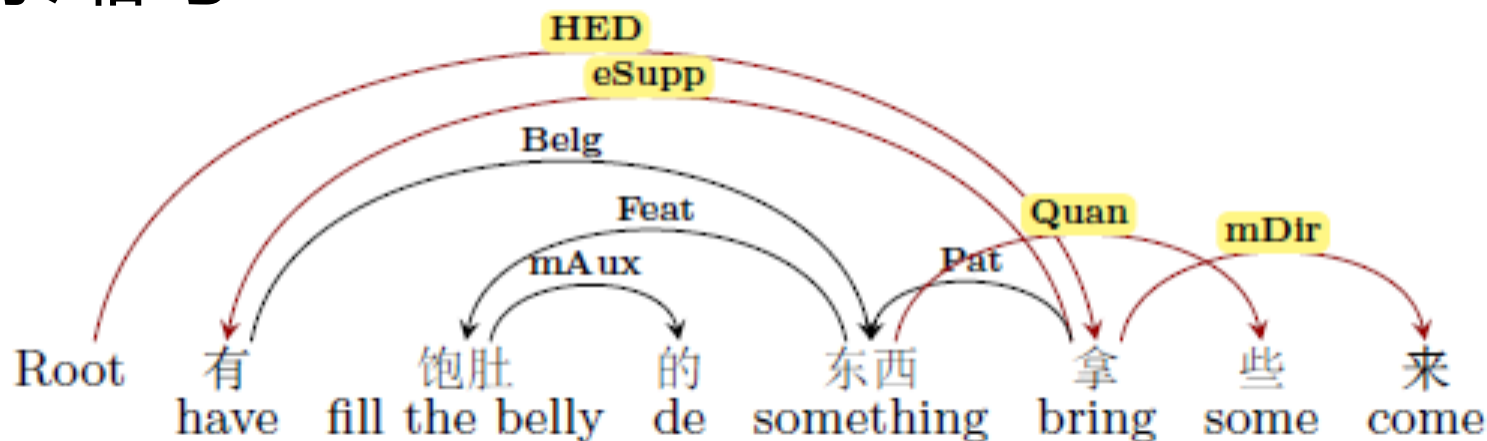 HED
eSupp
Belg
Feat
Quan
mDir
mAux
Pat
Root 有 饱肚 的 东西 拿 些 来
have fill the belly de something bring some come